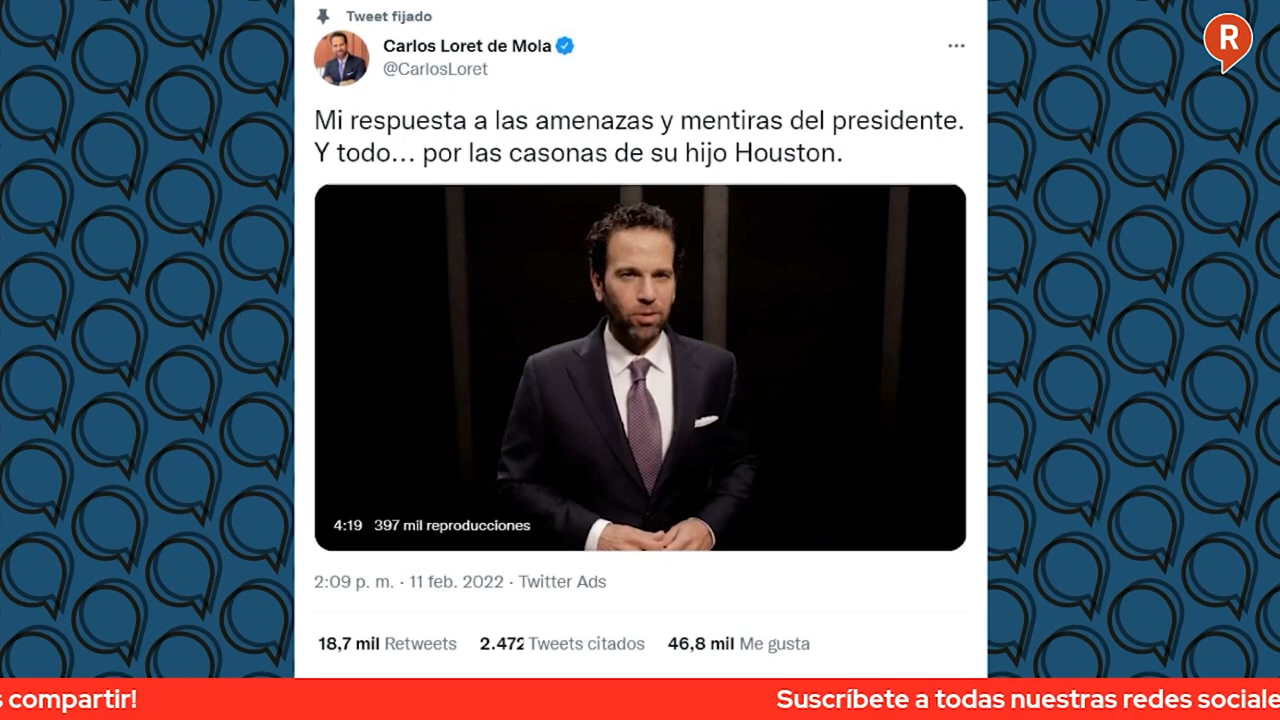 Tweet fijado
Carlos Loret de Mola
@CarlosLoret
R
Mi respuesta a las amenazas y mentiras del presidente.
Y todo... por las casonas de su hijo Houston.
4:19 397 mil reproducciones
2:09 p. m. · 11 feb. 2022 · Twitter Ads
18,7 mil Retweets 2.472 Tweets citados 46,8 mil Me gusta
s compartir! Suscríbete a todas nuestras redes sociale